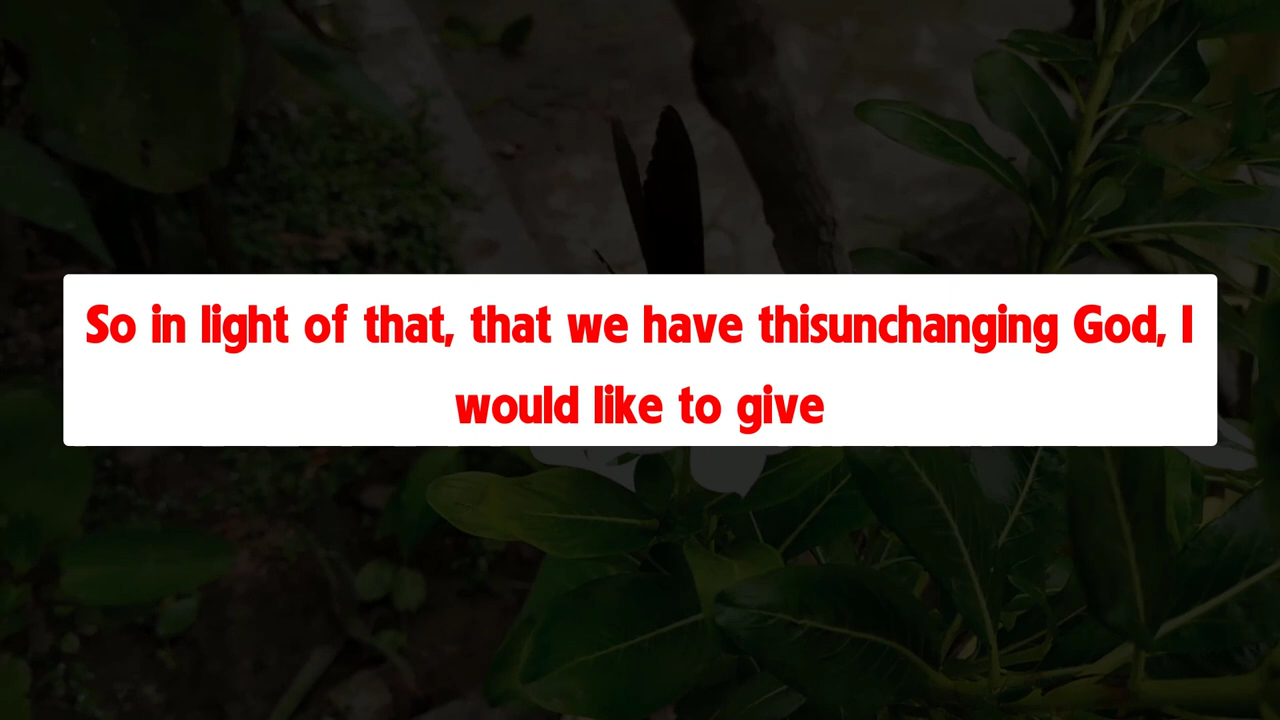 So in light of that, that we have thisunchanging God, I
would like to give